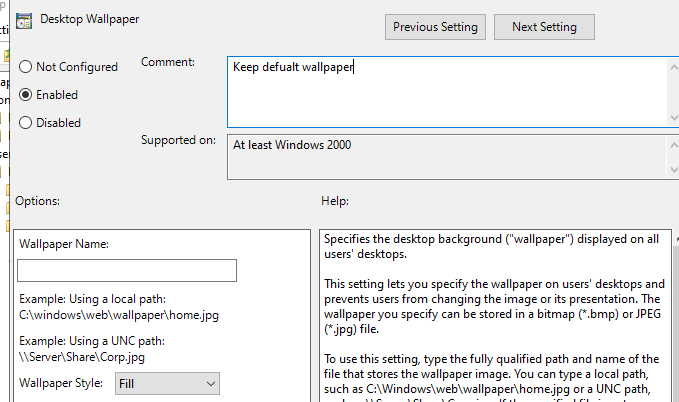 Desktop Wallpaper
Previous Setting
Next Setting
Not Configured
Comment:
Keep defualt wallpaper
Enabled
Disabled
Supported on:
At least Windows 2000
Options:
Help:
Wallpaper Name:
Example: Using a local path:
C:\windows\web\wallpaper\home.jpg
Example: Using a UNC path:
\\Server\Share\Corp.jpg
Wallpaper Style:
Fill
Specifies the desktop background ("wallpaper") displayed on all
users' desktops.
This setting lets you specify the wallpaper on users' desktops and
prevents users from changing the image or its presentation. The
wallpaper you specify can be stored in a bitmap (*.bmp) or JPEG
(*.jpg) file.
To use this setting, type the fully qualified path and name of the
file that stores the wallpaper image. You can type a local path,
such as C:\Windows\web\wallpaper\home.jpg or a UNC path,